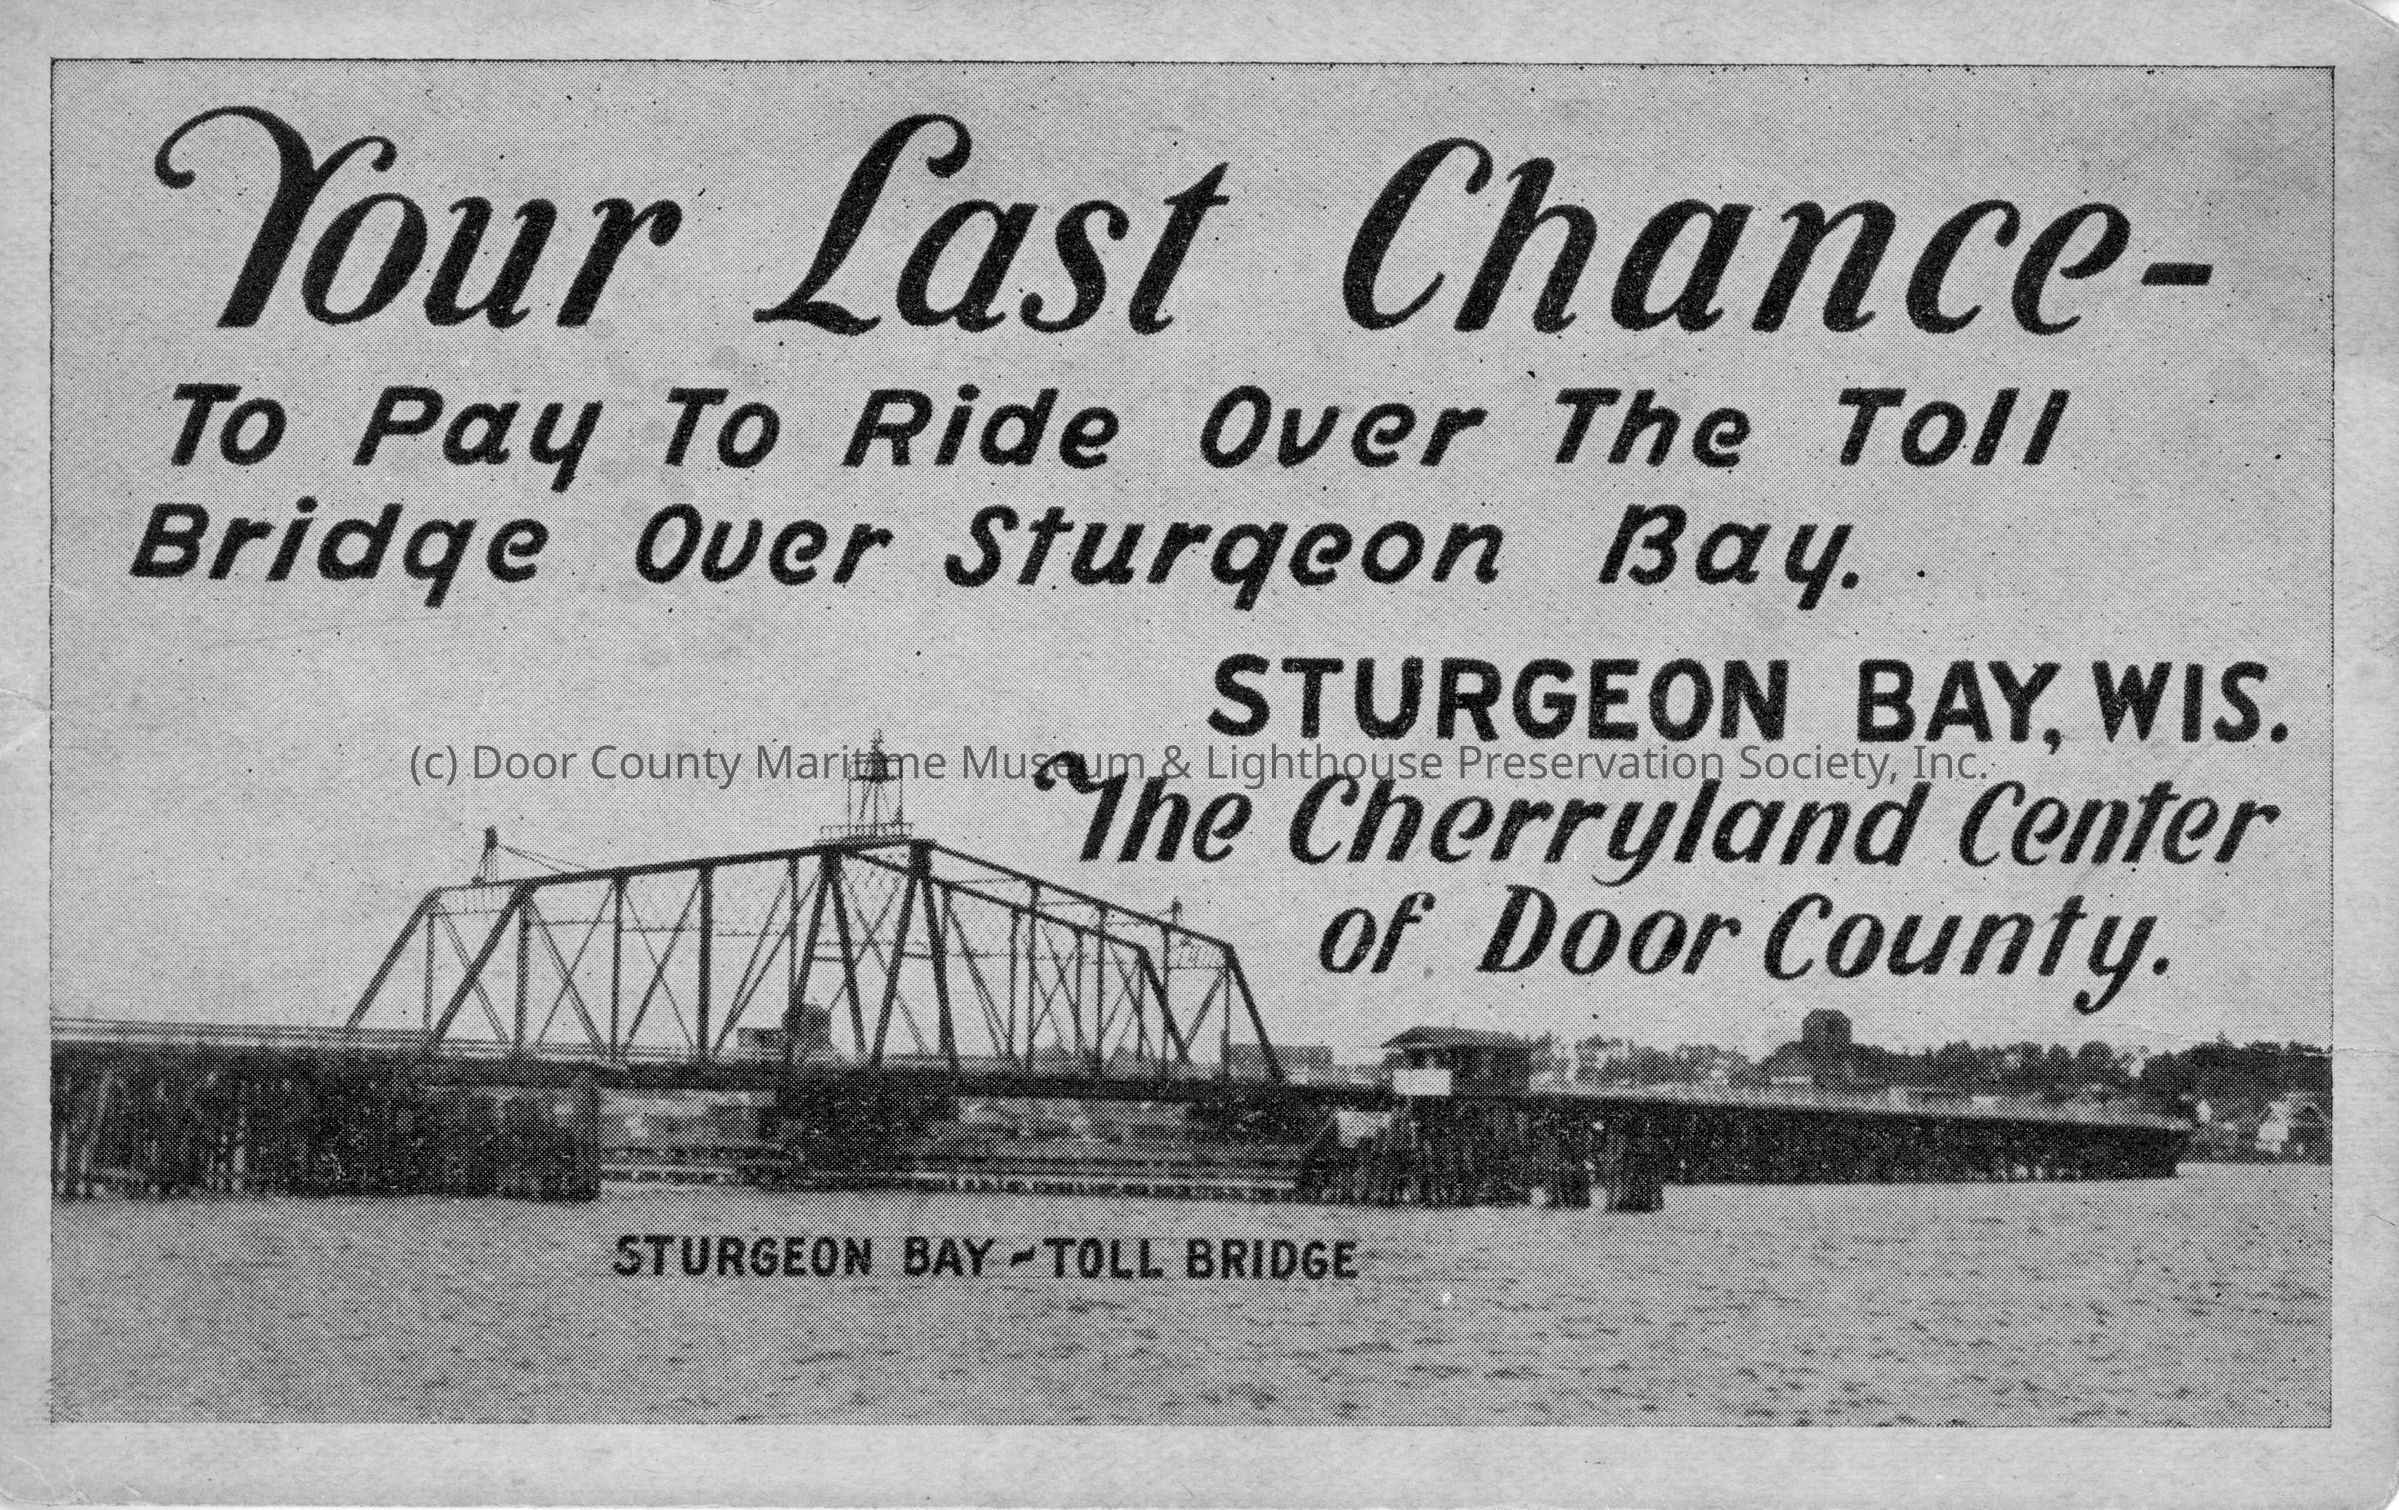 Your Last Chance-
To Pay To Ride Over The Toll
Bridge Over Sturgeon Bay.
STURGEON BAY, WIS.
(c) Door County Maritime Museum & Lighthouse Preservation Society, Inc.
The Cherryland Center
of Door County.
STURGEON BAY - TOLL BRIDGE